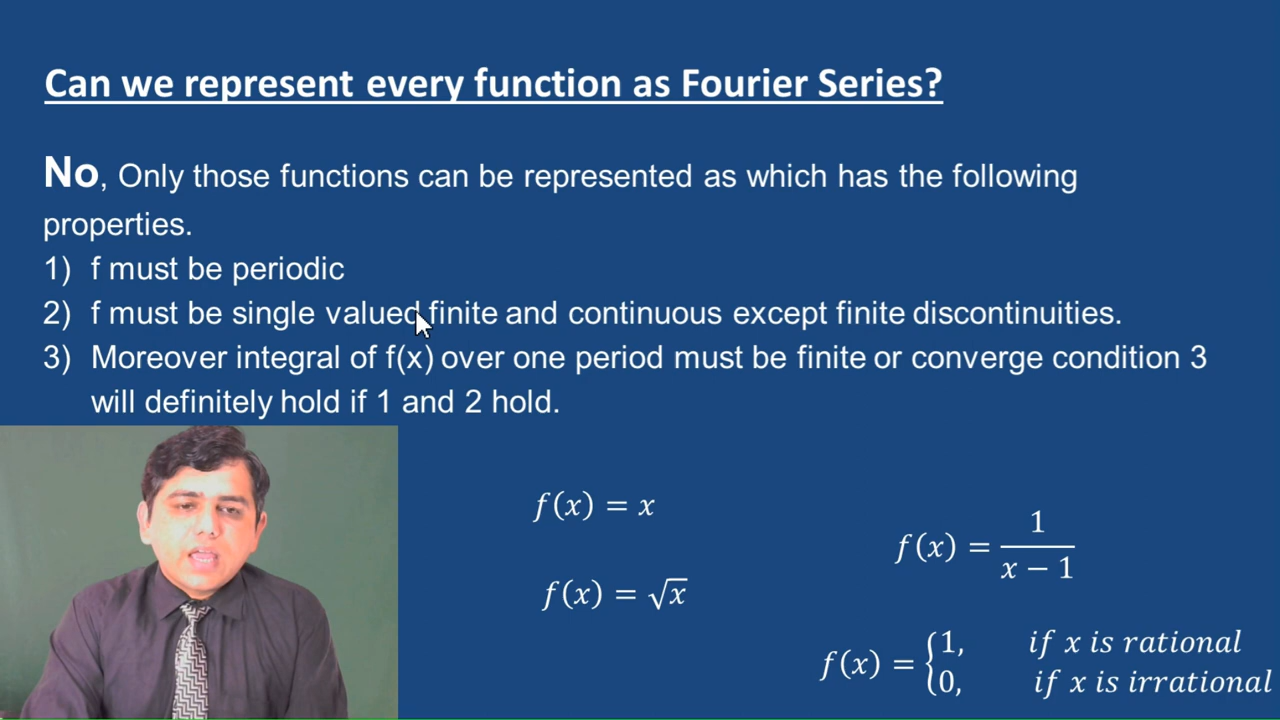 Can we represent every function as Fourier Series?
No, Only those functions can be represented as which has the following
properties.
1) f must be periodic
2) f must be single valued finite and continuous except finite discontinuities.
3) Moreover integral of f(x) over one period must be finite or converge condition 3
will definitely hold if 1 and 2 hold.
f(x) = x
f(x) = 1/(x − 1)
f(x) = √x
f(x) = {1, if x is rational
0, if x is irrational